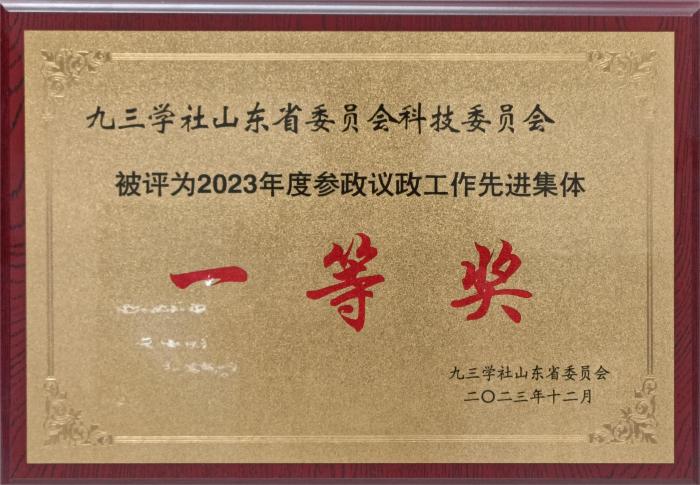 九三学社山东省委员会科技委员会
被评为2023年度参政议政工作先进集体
一等奖
九三学社山东省委员会
二〇二三年十二月